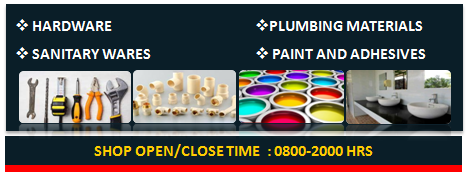 ❖ HARDWARE ❖PLUMBING MATERIALS
❖ SANITARY WARES ❖ PAINT AND ADHESIVES
SHOP OPEN/CLOSE TIME : 0800-2000 HRS